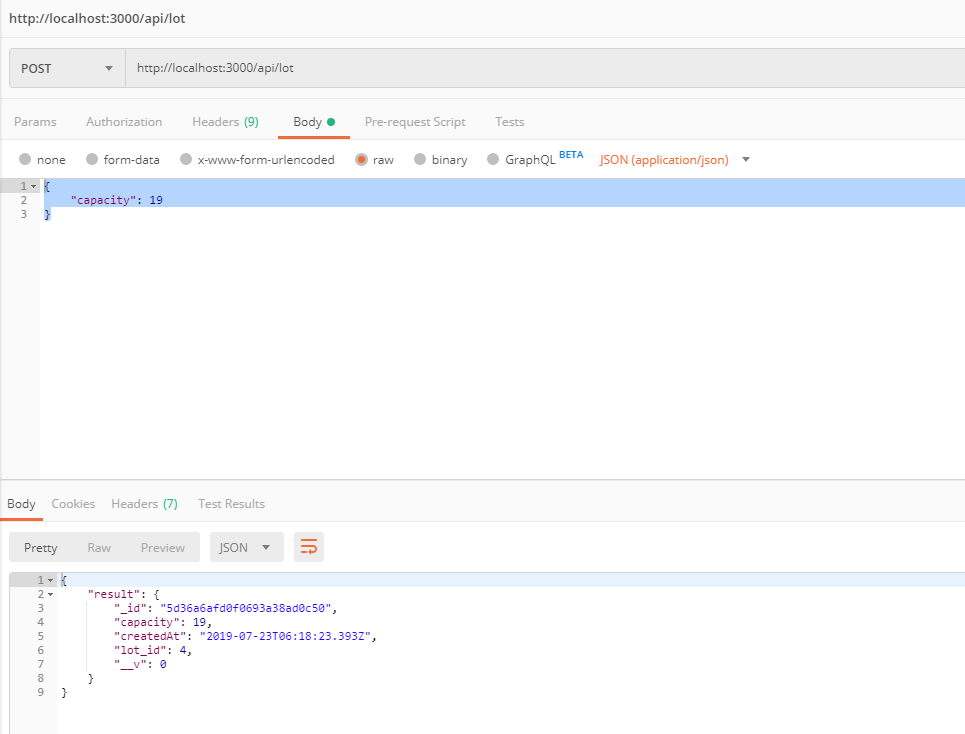 http://localhost:3000/api/lot
POST http://localhost:3000/api/lot
Params Authorization Headers (9) Body Pre-request Script Tests
none form-data x-www-form-urlencoded raw binary GraphQL BETA JSON (application/json)
1 {
2 "capacity": 19
3 }
Body Cookies Headers (7) Test Results
Pretty Raw Preview JSON
1 {
2 "result": {
3 "_id": "5d36a6afd0f0693a38ad0c50",
4 "capacity": 19,
5 "createdAt": "2019-07-23T06:18:23.393Z",
6 "lot_id": 4,
7 "__v": 0
8 }
9 }